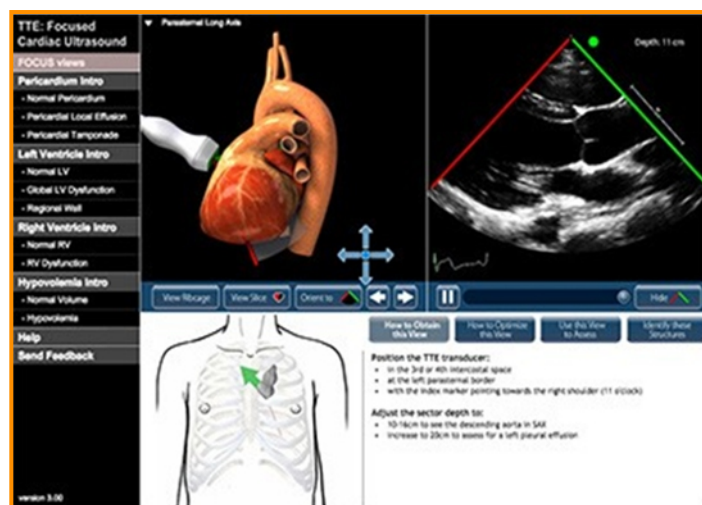 TTE: Focused
Cardiac Ultrasound
FOCUS views
Pericardium Intro
- Normal Pericardium
- Pericardial Local Effusion
- Pericardial Tamponade
Left Ventricle Intro
- Normal LV
- Global LV Dysfunction
- Regional Wall
Right Ventricle Intro
- Normal RV
- RV Dysfunction
Hypovolemia Intro
- Normal Volume
- Hypovolemia
Help
Send Feedback
version 3.00
Parasternal Long Axis
Depth: 11 cm
View Ribcage
View Slice
Orient to
Hide
How to Obtain
this View
How to Optimize
this View
Use this View
to Assess
Identify these
Structures
Position the TTE transducer:
• in the 3rd or 4th intercostal space
• at the left parasternal border
• with the index marker pointing towards the right shoulder (11 o'clock)
Adjust the sector depth to:
• 10-16cm to see the descending aorta in SAX
• increase to 20cm to assess for a left pleural effusion